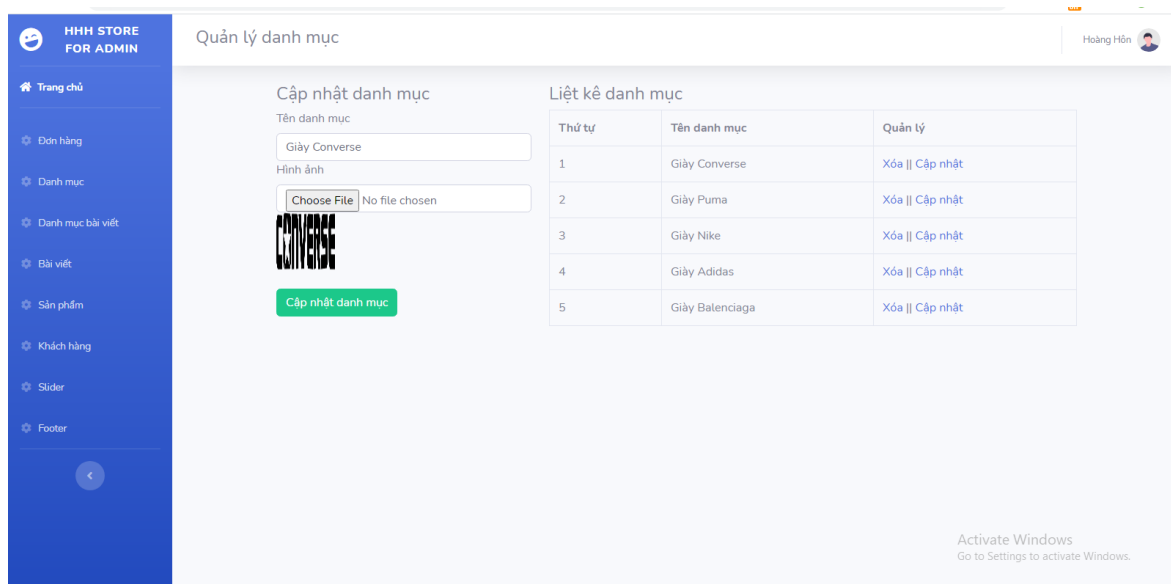 HHH STORE
FOR ADMIN
Trang chủ
Đơn hàng
Danh mục
Danh mục bài viết
Bài viết
Sản phẩm
Khách hàng
Slider
Footer
Quản lý danh mục
Hoàng Hôn
Cập nhật danh mục
Tên danh mục
Giày Converse
Hình ảnh
Choose File No file chosen
CONVERSE
Cập nhật danh mục
Liệt kê danh mục
Thứ tự Tên danh mục Quản lý
1 Giày Converse Xóa || Cập nhật
2 Giày Puma Xóa || Cập nhật
3 Giày Nike Xóa || Cập nhật
4 Giày Adidas Xóa || Cập nhật
5 Giày Balenciaga Xóa || Cập nhật
Activate Windows
Go to Settings to activate Windows.